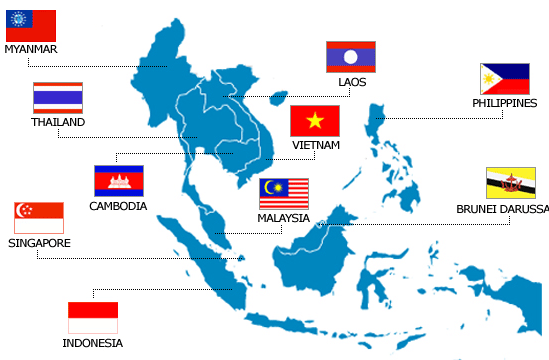 MYANMAR
LAOS
PHILIPPINES
THAILAND
VIETNAM
CAMBODIA
MALAYSIA
BRUNEI DARUSSA
SINGAPORE
INDONESIA